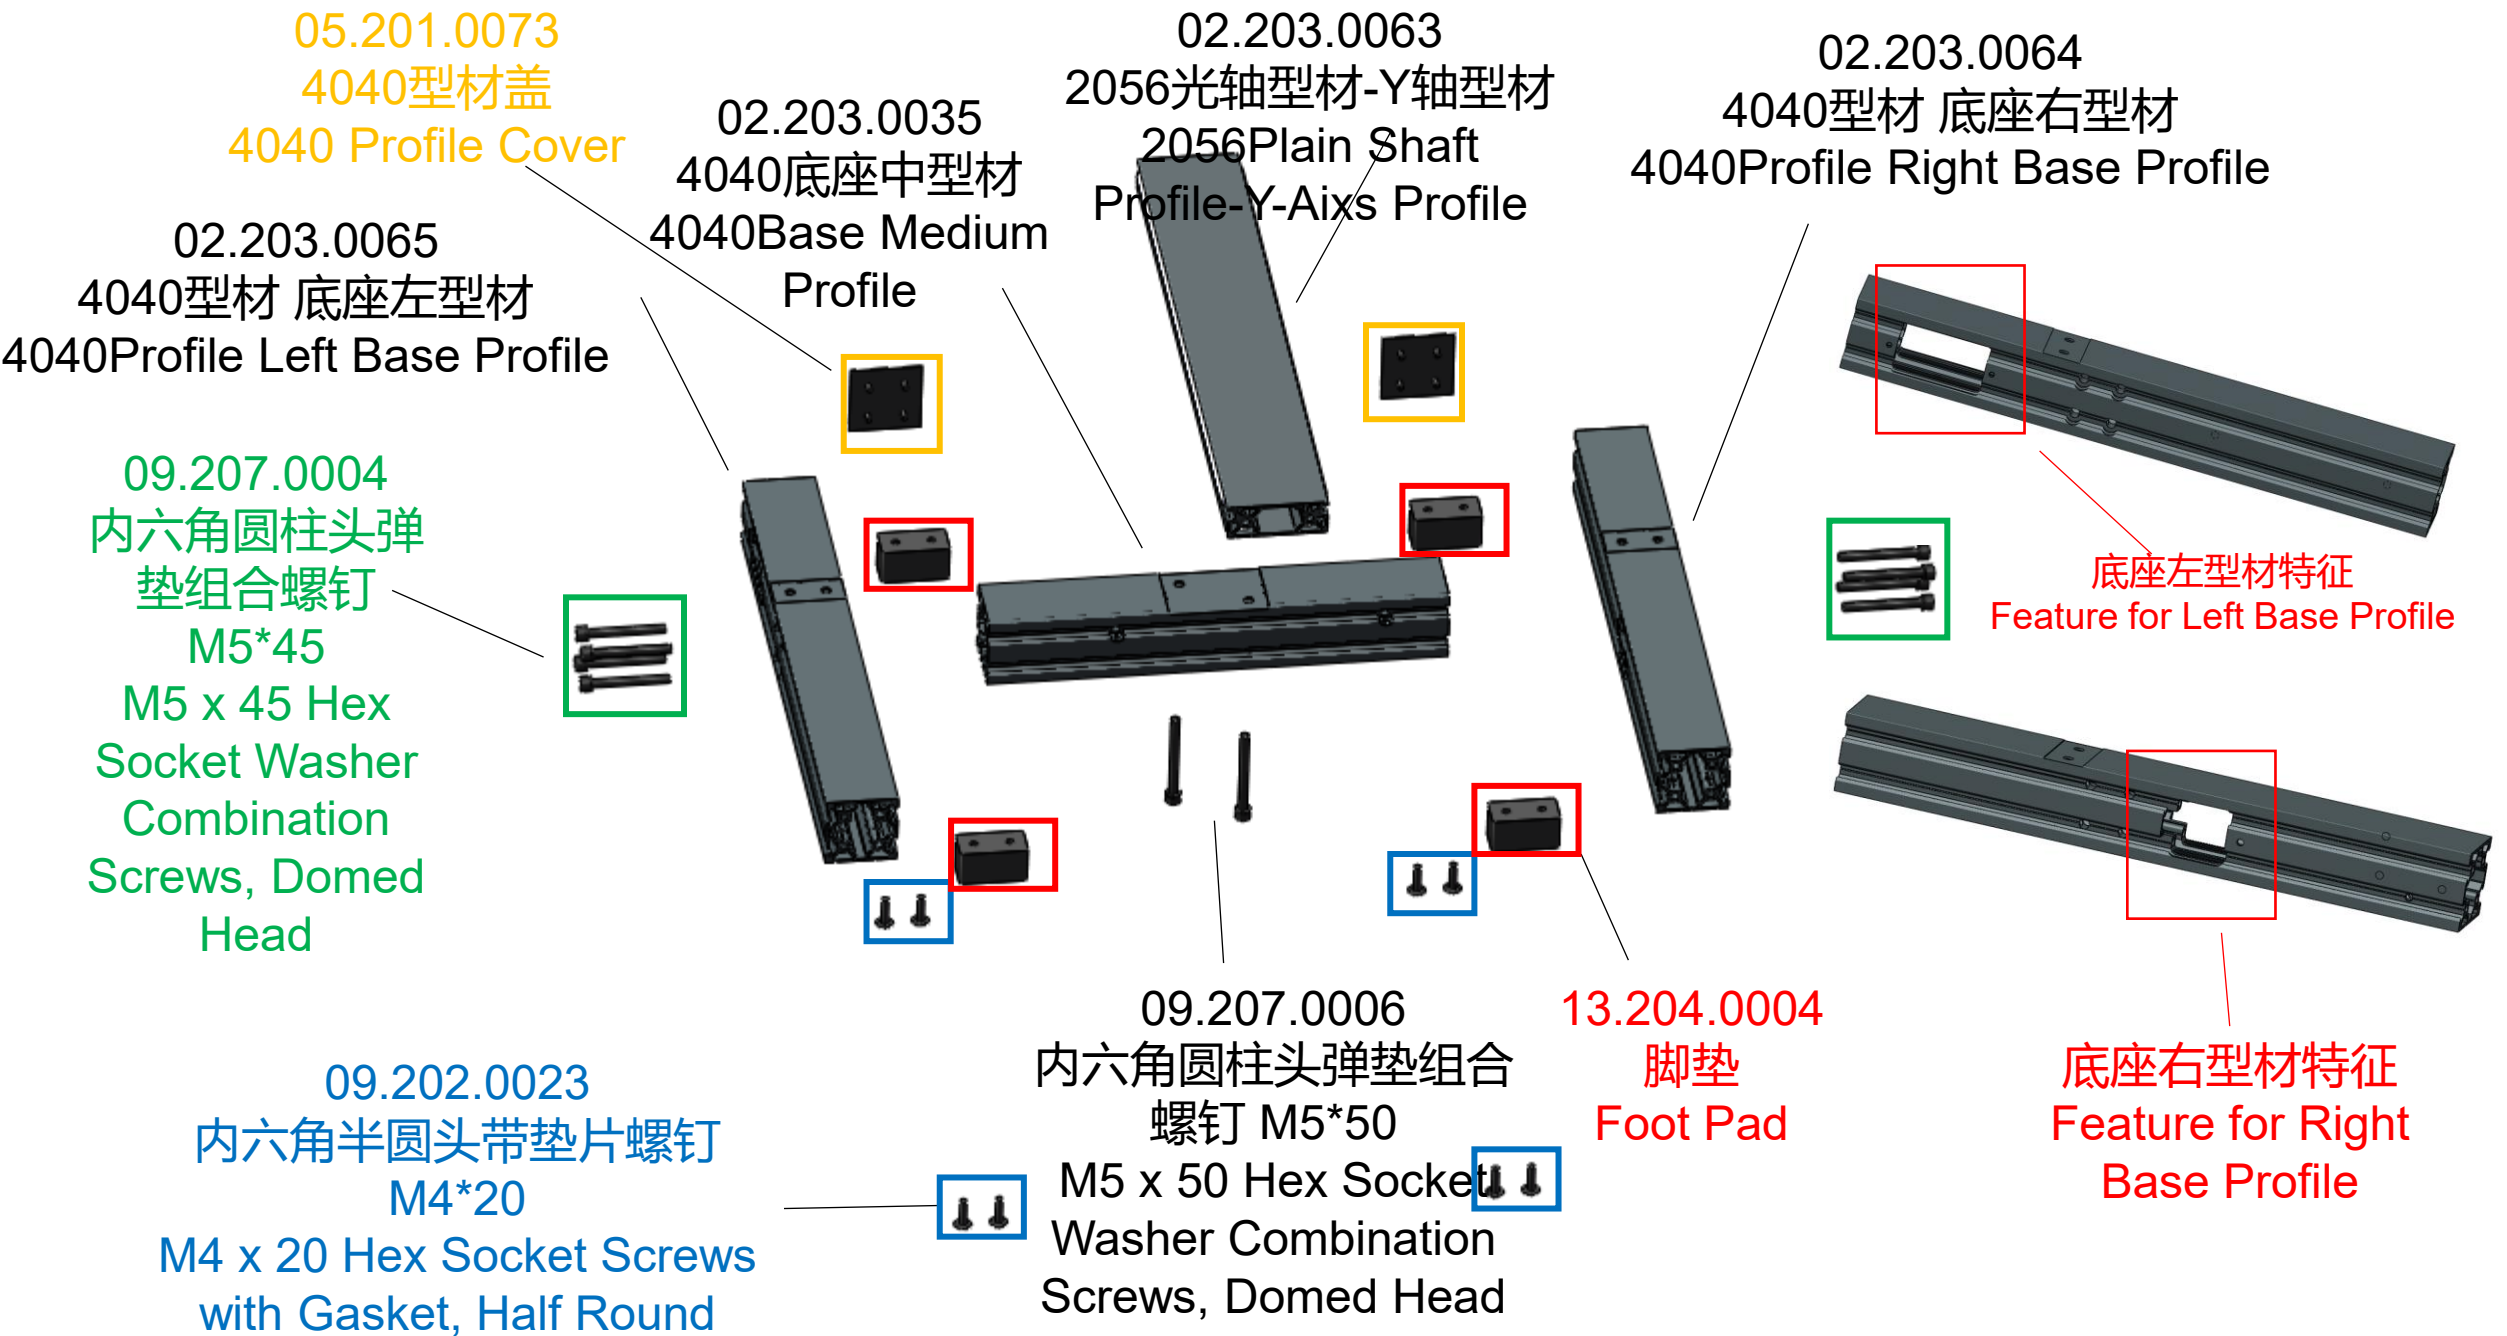 05.201.0073
4040型材盖
4040 Profile Cover
02.203.0063
2056光轴型材-Y轴型材
2056Plain Shaft
Profile-Y-Aixs Profile
02.203.0064
4040型材 底座右型材
4040Profile Right Base Profile
02.203.0035
4040底座中型材
4040Base Medium
Profile
02.203.0065
4040型材 底座左型材
4040Profile Left Base Profile
09.207.0004
内六角圆柱头弹
垫组合螺钉
M5*45
M5 x 45 Hex
Socket Washer
Combination
Screws, Domed
Head
底座左型材特征
Feature for Left Base Profile
09.202.0023
内六角半圆头带垫片螺钉
M4*20
M4 x 20 Hex Socket Screws
with Gasket, Half Round
09.207.0006
内六角圆柱头弹垫组合
螺钉 M5*50
M5 x 50 Hex Socket
Washer Combination
Screws, Domed Head
13.204.0004
脚垫
Foot Pad
底座右型材特征
Feature for Right
Base Profile